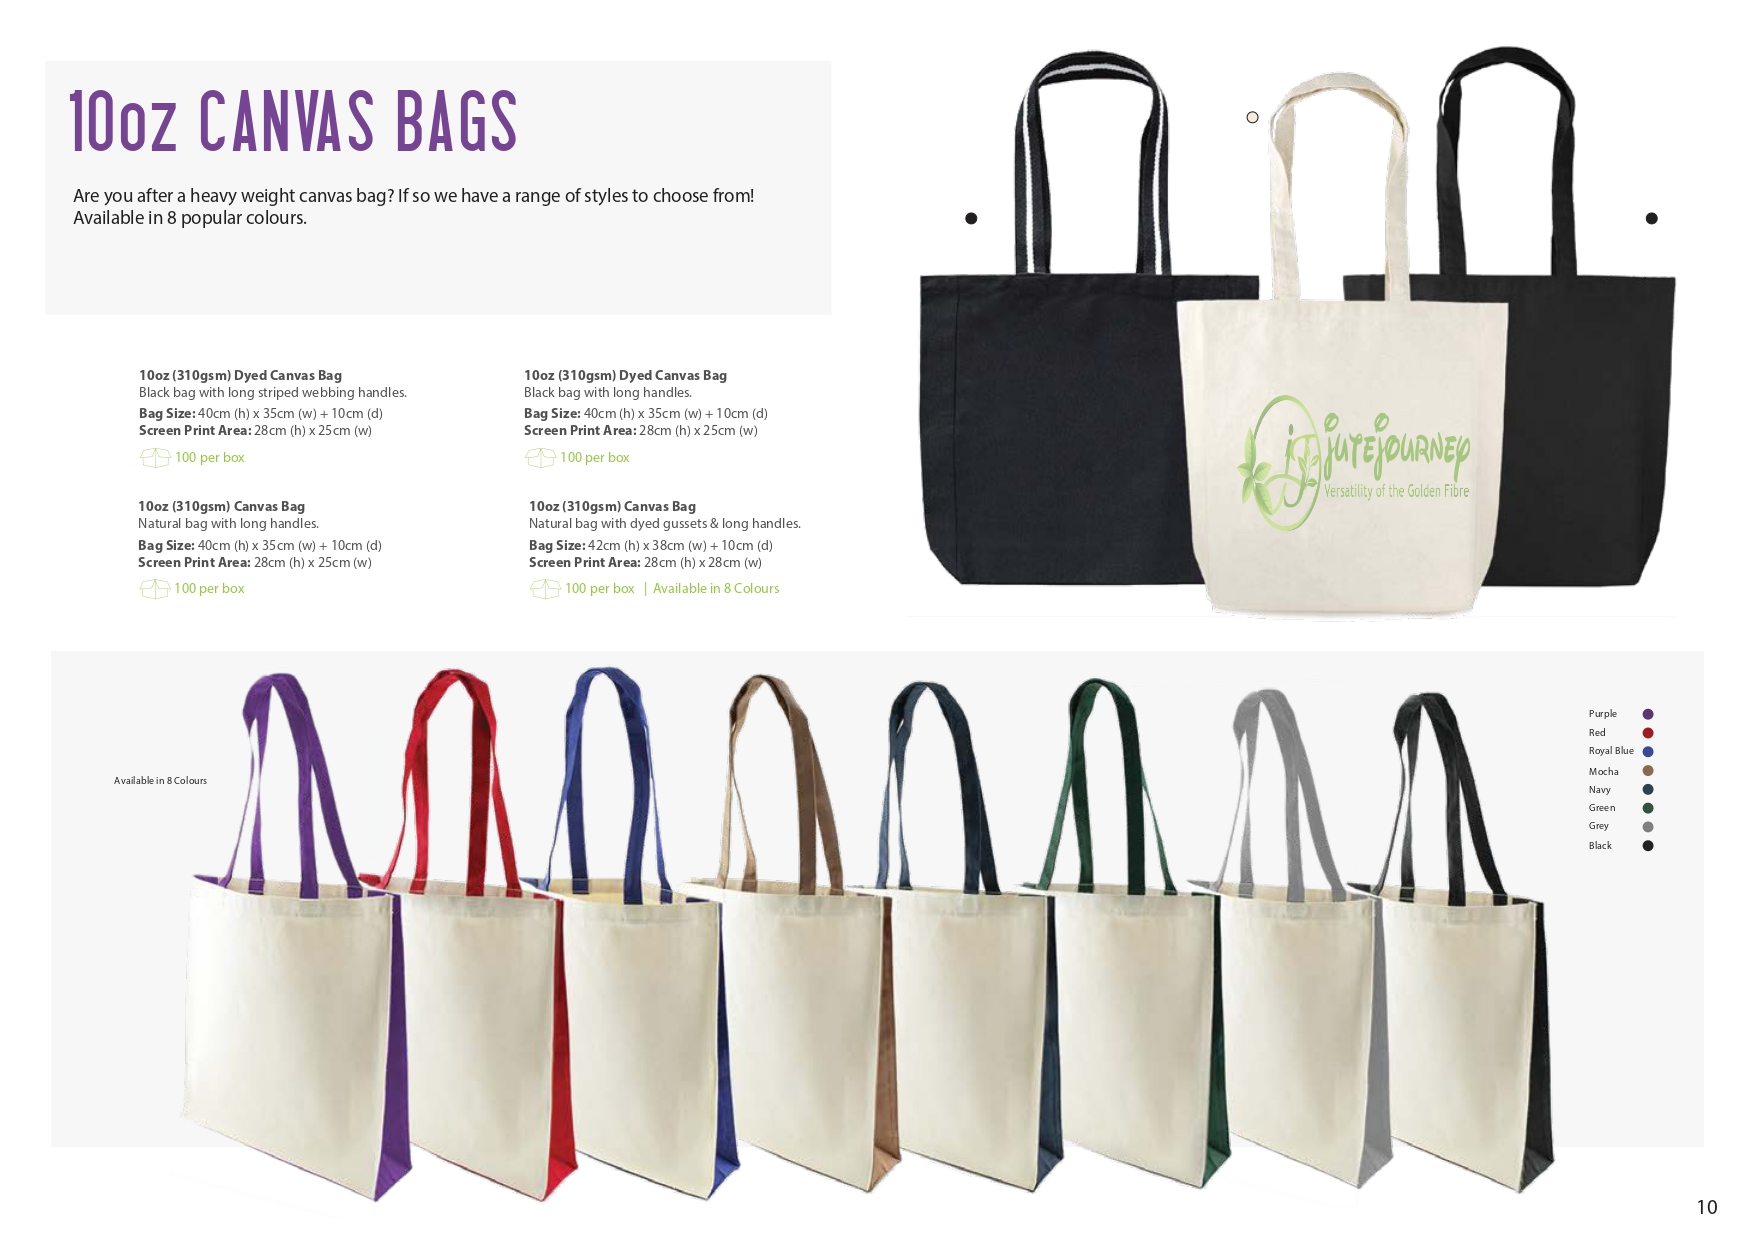 10oz CANVAS BAGS
Are you after a heavy weight canvas bag? If so we have a range of styles to choose from!
Available in 8 popular colours.
10oz (310gsm) Dyed Canvas Bag
Black bag with long striped webbing handles.
Bag Size: 40cm (h) x 35cm (w) + 10cm (d)
Screen Print Area: 28cm (h) x 25cm (w)
100 per box
10oz (310gsm) Dyed Canvas Bag
Black bag with long handles.
Bag Size: 40cm (h) x 35cm (w) + 10cm (d)
Screen Print Area: 28cm (h) x 25cm (w)
100 per box
10oz (310gsm) Canvas Bag
Natural bag with long handles.
Bag Size: 40cm (h) x 35cm (w) + 10cm (d)
Screen Print Area: 28cm (h) x 25cm (w)
100 per box
10oz (310gsm) Canvas Bag
Natural bag with dyed gussets & long handles.
Bag Size: 42cm (h) x 38cm (w) + 10cm (d)
Screen Print Area: 28cm (h) x 28cm (w)
100 per box | Available in 8 Colours
jj
jutejourney
Versatility of the Golden Fibre
Available in 8 Colours
Purple
Red
Royal Blue
Mocha
Navy
Green
Grey
Black
10